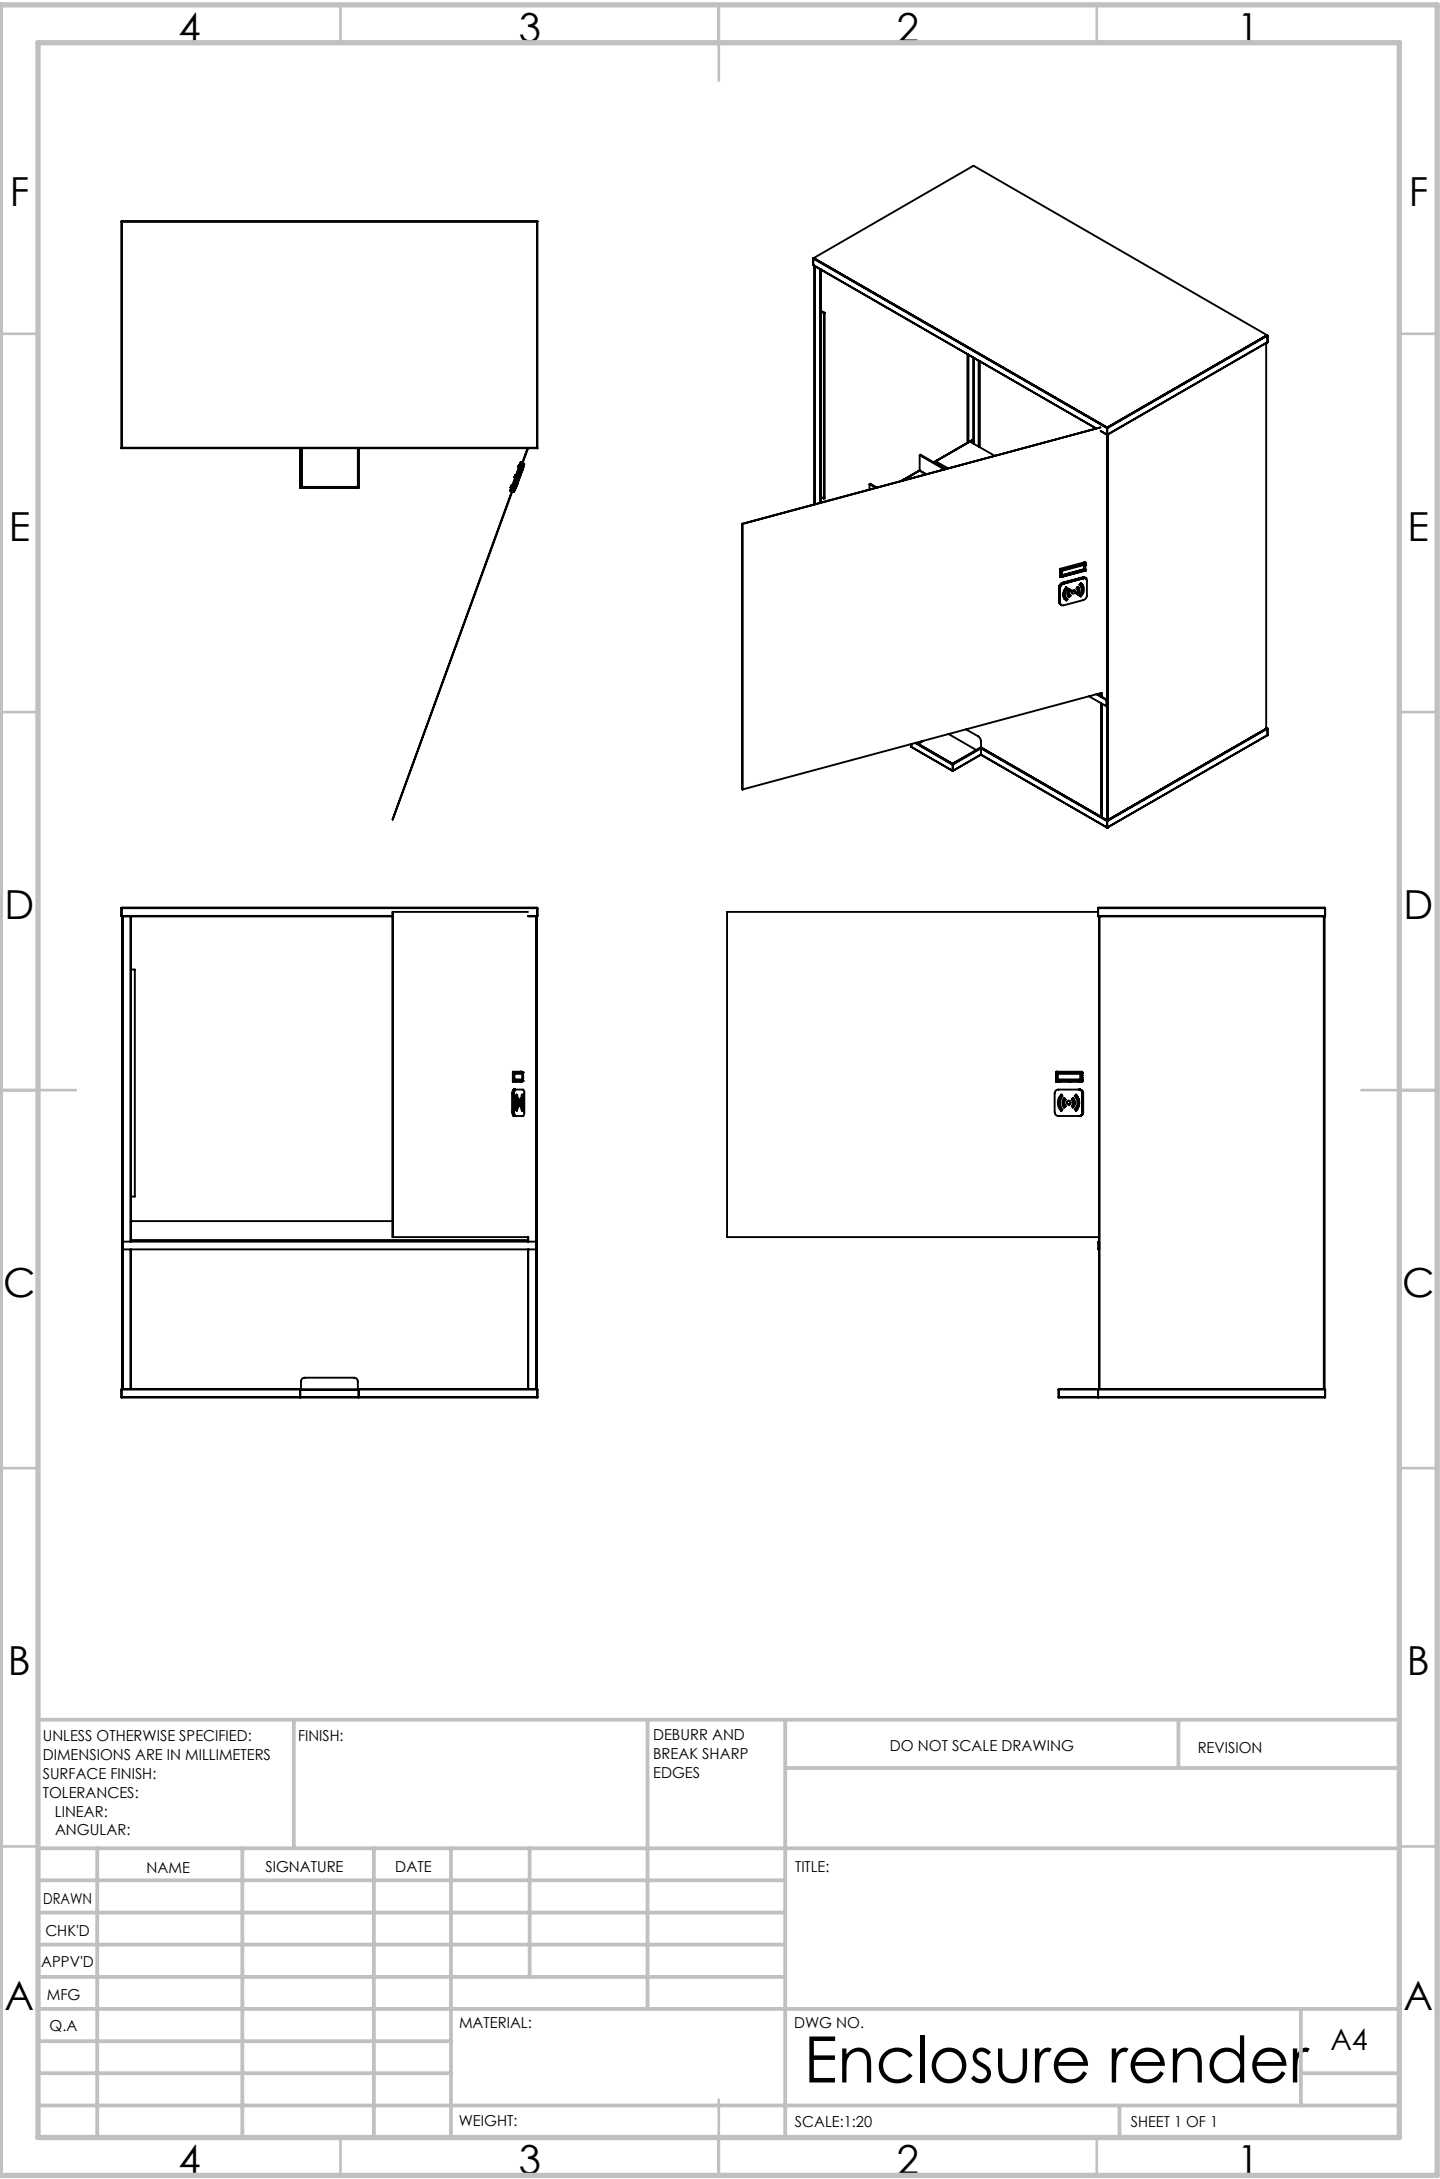 4 3 2 1
F F
E E
D D
C C
B B
A A
UNLESS OTHERWISE SPECIFIED:
DIMENSIONS ARE IN MILLIMETERS
SURFACE FINISH:
TOLERANCES:
LINEAR:
ANGULAR:
FINISH:
DEBURR AND
BREAK SHARP
EDGES
DO NOT SCALE DRAWING
REVISION
NAME SIGNATURE DATE
DRAWN
CHK'D
APPV'D
MFG
Q.A
TITLE:
MATERIAL:
DWG NO.
Enclosure render
A4
WEIGHT:
SCALE:1:20
SHEET 1 OF 1
4 3 2 1